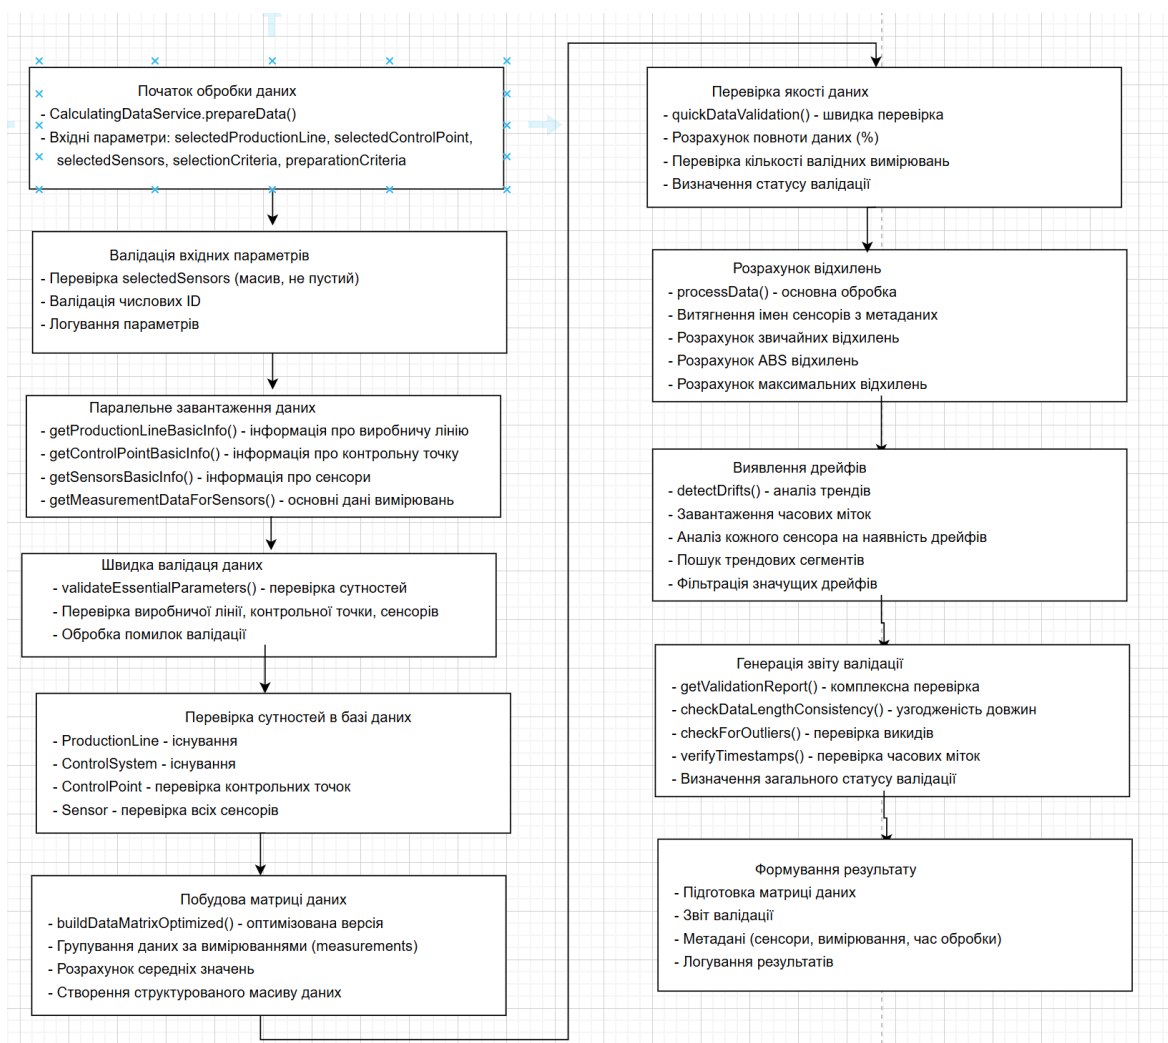 Початок обробки даних
- CalculatingDataService.prepareData()
- Вхідні параметри: selectedProductionLine, selectedControlPoint,
selectedSensors, selectionCriteria, preparationCriteria
Валідація вхідних параметрів
- Перевірка selectedSensors (масив, не пустий)
- Валідація числових ID
- Логування параметрів
Паралельне завантаження даних
- getProductionLineBasicInfo() - інформація про виробничу лінію
- getControlPointBasicInfo() - інформація про контрольну точку
- getSensorsBasicInfo() - інформація про сенсори
- getMeasurementDataForSensors() - основні дані вимірювань
Швидка валідаця даних
- validateEssentialParameters() - перевірка сутностей
- Перевірка виробничої лінії, контрольної точки, сенсорів
- Обробка помилок валідації
Перевірка сутностей в базі даних
- ProductionLine - існування
- ControlSystem - існування
- ControlPoint - перевірка контрольних точок
- Sensor - перевірка всіх сенсорів
Побудова матриці даних
- buildDataMatrixOptimized() - оптимізована версія
- Групування даних за вимірюваннями (measurements)
- Розрахунок середніх значень
- Створення структурованого масиву даних
Перевірка якості даних
- quickDataValidation() - швидка перевірка
- Розрахунок повноти даних (%)
- Перевірка кількості валідних вимірювань
- Визначення статусу валідації
Розрахунок відхилень
- processData() - основна обробка
- Витягнення імен сенсорів з метаданих
- Розрахунок звичайних відхилень
- Розрахунок ABS відхилень
- Розрахунок максимальних відхилень
Виявлення дрейфів
- detectDrifts() - аналіз трендів
- Завантаження часових міток
- Аналіз кожного сенсора на наявність дрейфів
- Пошук трендових сегментів
- Фільтрація значущих дрейфів
Генерація звіту валідації
- getValidationReport() - комплексна перевірка
- checkDataLengthConsistency() - узгодженість довжин
- checkForOutliers() - перевірка викидів
- verifyTimestamps() - перевірка часових міток
- Визначення загального статусу валідації
Формування результату
- Підготовка матриці даних
- Звіт валідації
- Метадані (сенсори, вимірювання, час обробки)
- Логування результатів